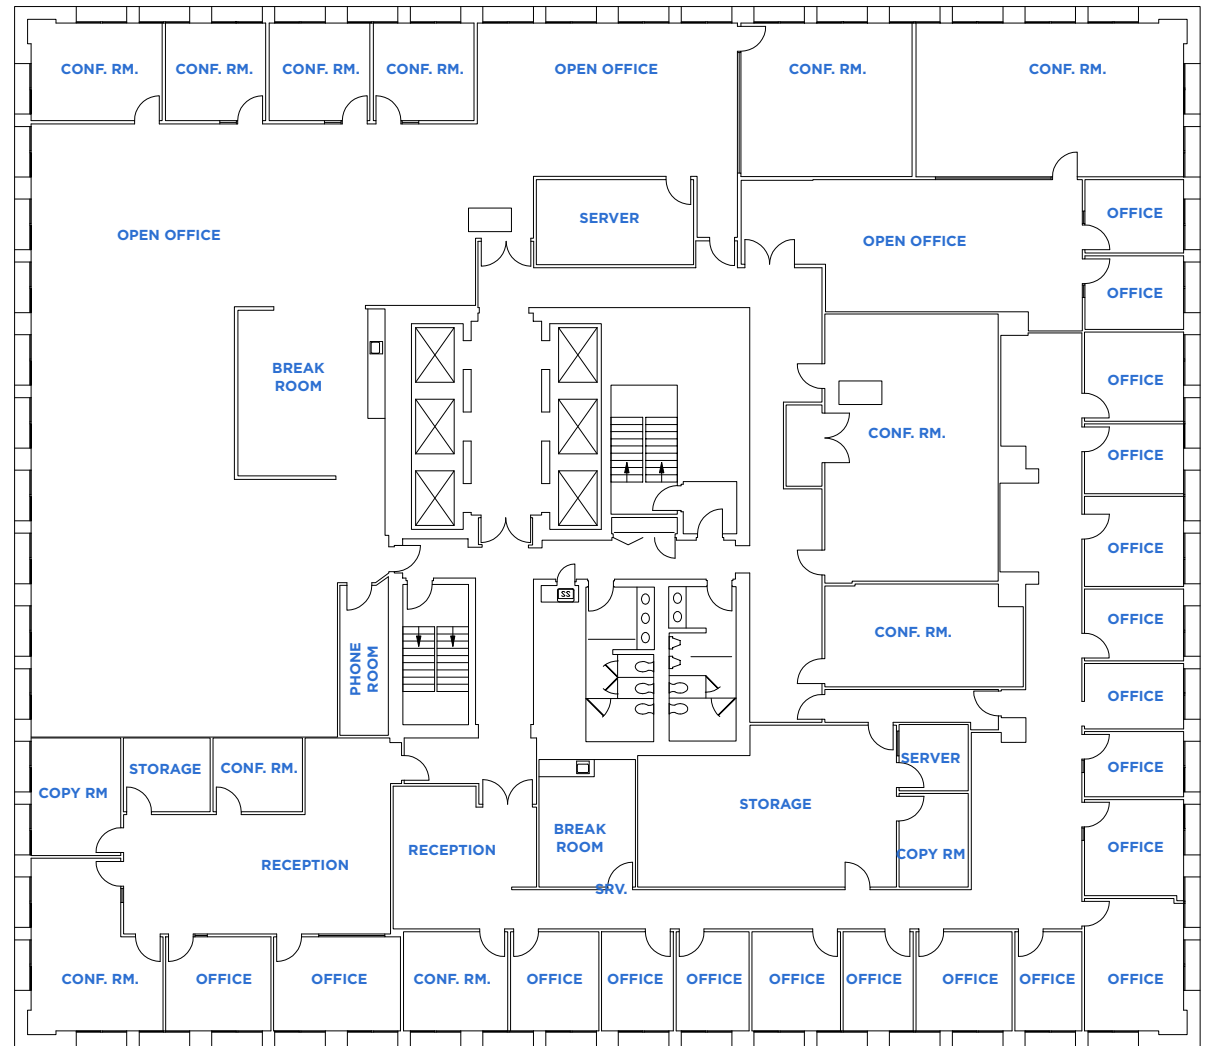 CONF. RM.
CONF. RM.
CONF. RM.
CONF. RM.
OPEN OFFICE
CONF. RM.
CONF. RM.
OFFICE
SERVER
OPEN OFFICE
OPEN OFFICE
OFFICE
BREAK
ROOM
OFFICE
CONF. RM.
OFFICE
OFFICE
SS
OFFICE
CONF. RM.
PHONE
ROOM
OFFICE
STORAGE
CONF. RM.
SERVER
OFFICE
COPY RM
STORAGE
BREAK
ROOM
OFFICE
RECEPTION
COPY RM
RECEPTION
SRV.
CONF. RM.
OFFICE
OFFICE
CONF. RM.
OFFICE
OFFICE
OFFICE
OFFICE
OFFICE
OFFICE
OFFICE
OFFICE